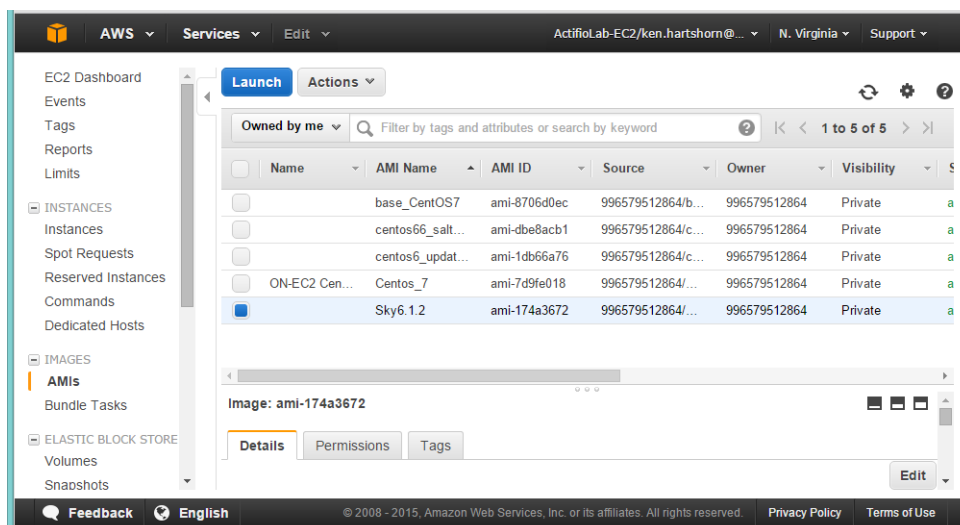 AWS Services Edit ActifioLab-EC2/ken.hartshorn@... N. Virginia Support
EC2 Dashboard
Events
Tags
Reports
Limits
INSTANCES
Instances
Spot Requests
Reserved Instances
Commands
Dedicated Hosts
IMAGES
AMIs
Bundle Tasks
ELASTIC BLOCK STORE
Volumes
Snapshots
Launch Actions
Owned by me Filter by tags and attributes or search by keyword 1 to 5 of 5
Name AMI Name AMI ID Source Owner Visibility S
base_CentOS7 ami-8706d0ec 996579512864/b... 996579512864 Private a
centos66_salt... ami-dbe8acb1 996579512864/c... 996579512864 Private a
centos6_updat... ami-1db66a76 996579512864/c... 996579512864 Private a
ON-EC2 Cen... Centos_7 ami-7d9fe018 996579512864/... 996579512864 Private a
Sky6.1.2 ami-174a3672 996579512864/... 996579512864 Private a
Image: ami-174a3672
Details Permissions Tags
Edit
Feedback English © 2008 - 2015, Amazon Web Services, Inc. or its affiliates. All rights reserved. Privacy Policy Terms of Use